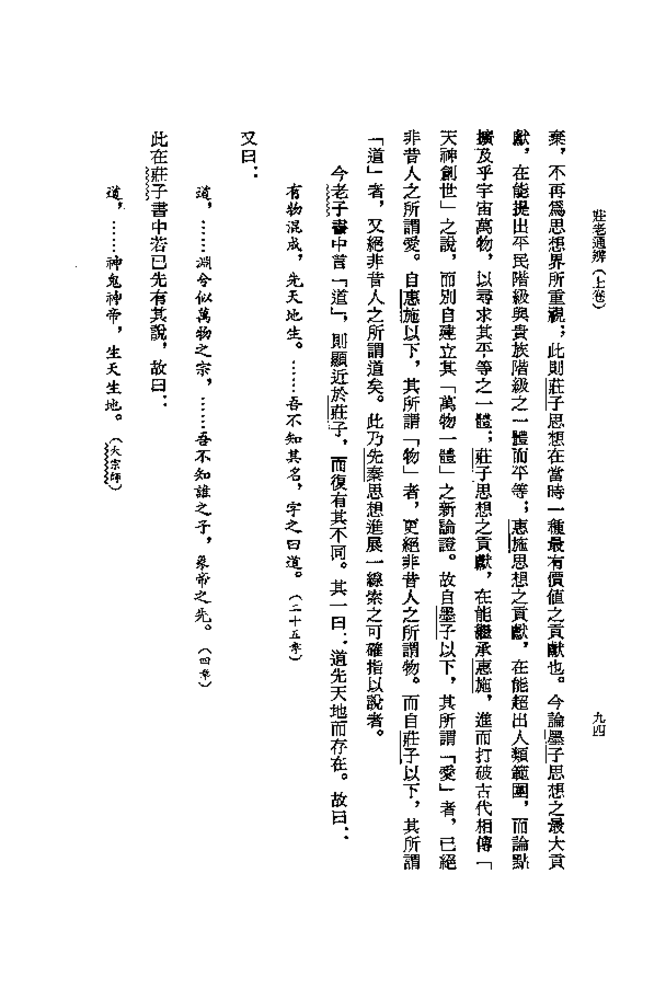 莊老通辨（上卷）
九四
棄，不再爲思想界所重視；此則莊子思想在當時一種最有價值之貢獻也。今論墨子思想之最大貢
獻，在能提出平民階級與貴族階級之一體而平等；惠施思想之貢獻，在能超出人類範圍，而論點
擴及乎宇宙萬物，以尋求其平等之一體；莊子思想之貢獻，在能繼承惠施，進而打破古代相傳「
天神創世」之說，而別自建立其「萬物一體」之新論證。故自墨子以下，其所謂「愛」者，已絕
非昔人之所謂愛。自惠施以下，其所謂「物」者，更絕非昔人之所謂物。而自莊子以下，其所謂
「道」者，又絕非昔人之所謂道矣。此乃先秦思想進展一線索之可確指以說者。
今老子書中言「道」，則顯近於莊子，而復有其不同。其一曰：道先天地而存在。故曰：
有物混成，先天地生。……吾不知其名，字之曰道。（二十五章）
又曰：
道，……淵兮似萬物之宗，……吾不知誰之子，象帝之先。（四章）
此在莊子書中若已先有其說，故曰：
道，……神鬼神帝，生天生地。（大宗師）